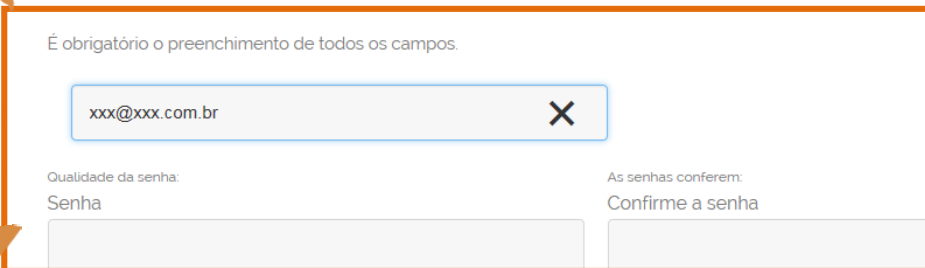 É obrigatório o preenchimento de todos os campos.
xxx@xxx.com.br
Qualidade da senha:
As senhas conferem:
Senha
Confirme a senha